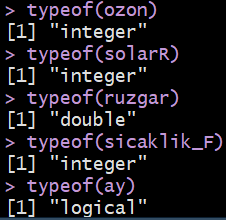 > typeof(ozon)
[1] "integer"
> typeof(solarR)
[1] "integer"
> typeof(ruzgar)
[1] "double"
> typeof(sicaklik_F)
[1] "integer"
> typeof(ay)
[1] "logical"